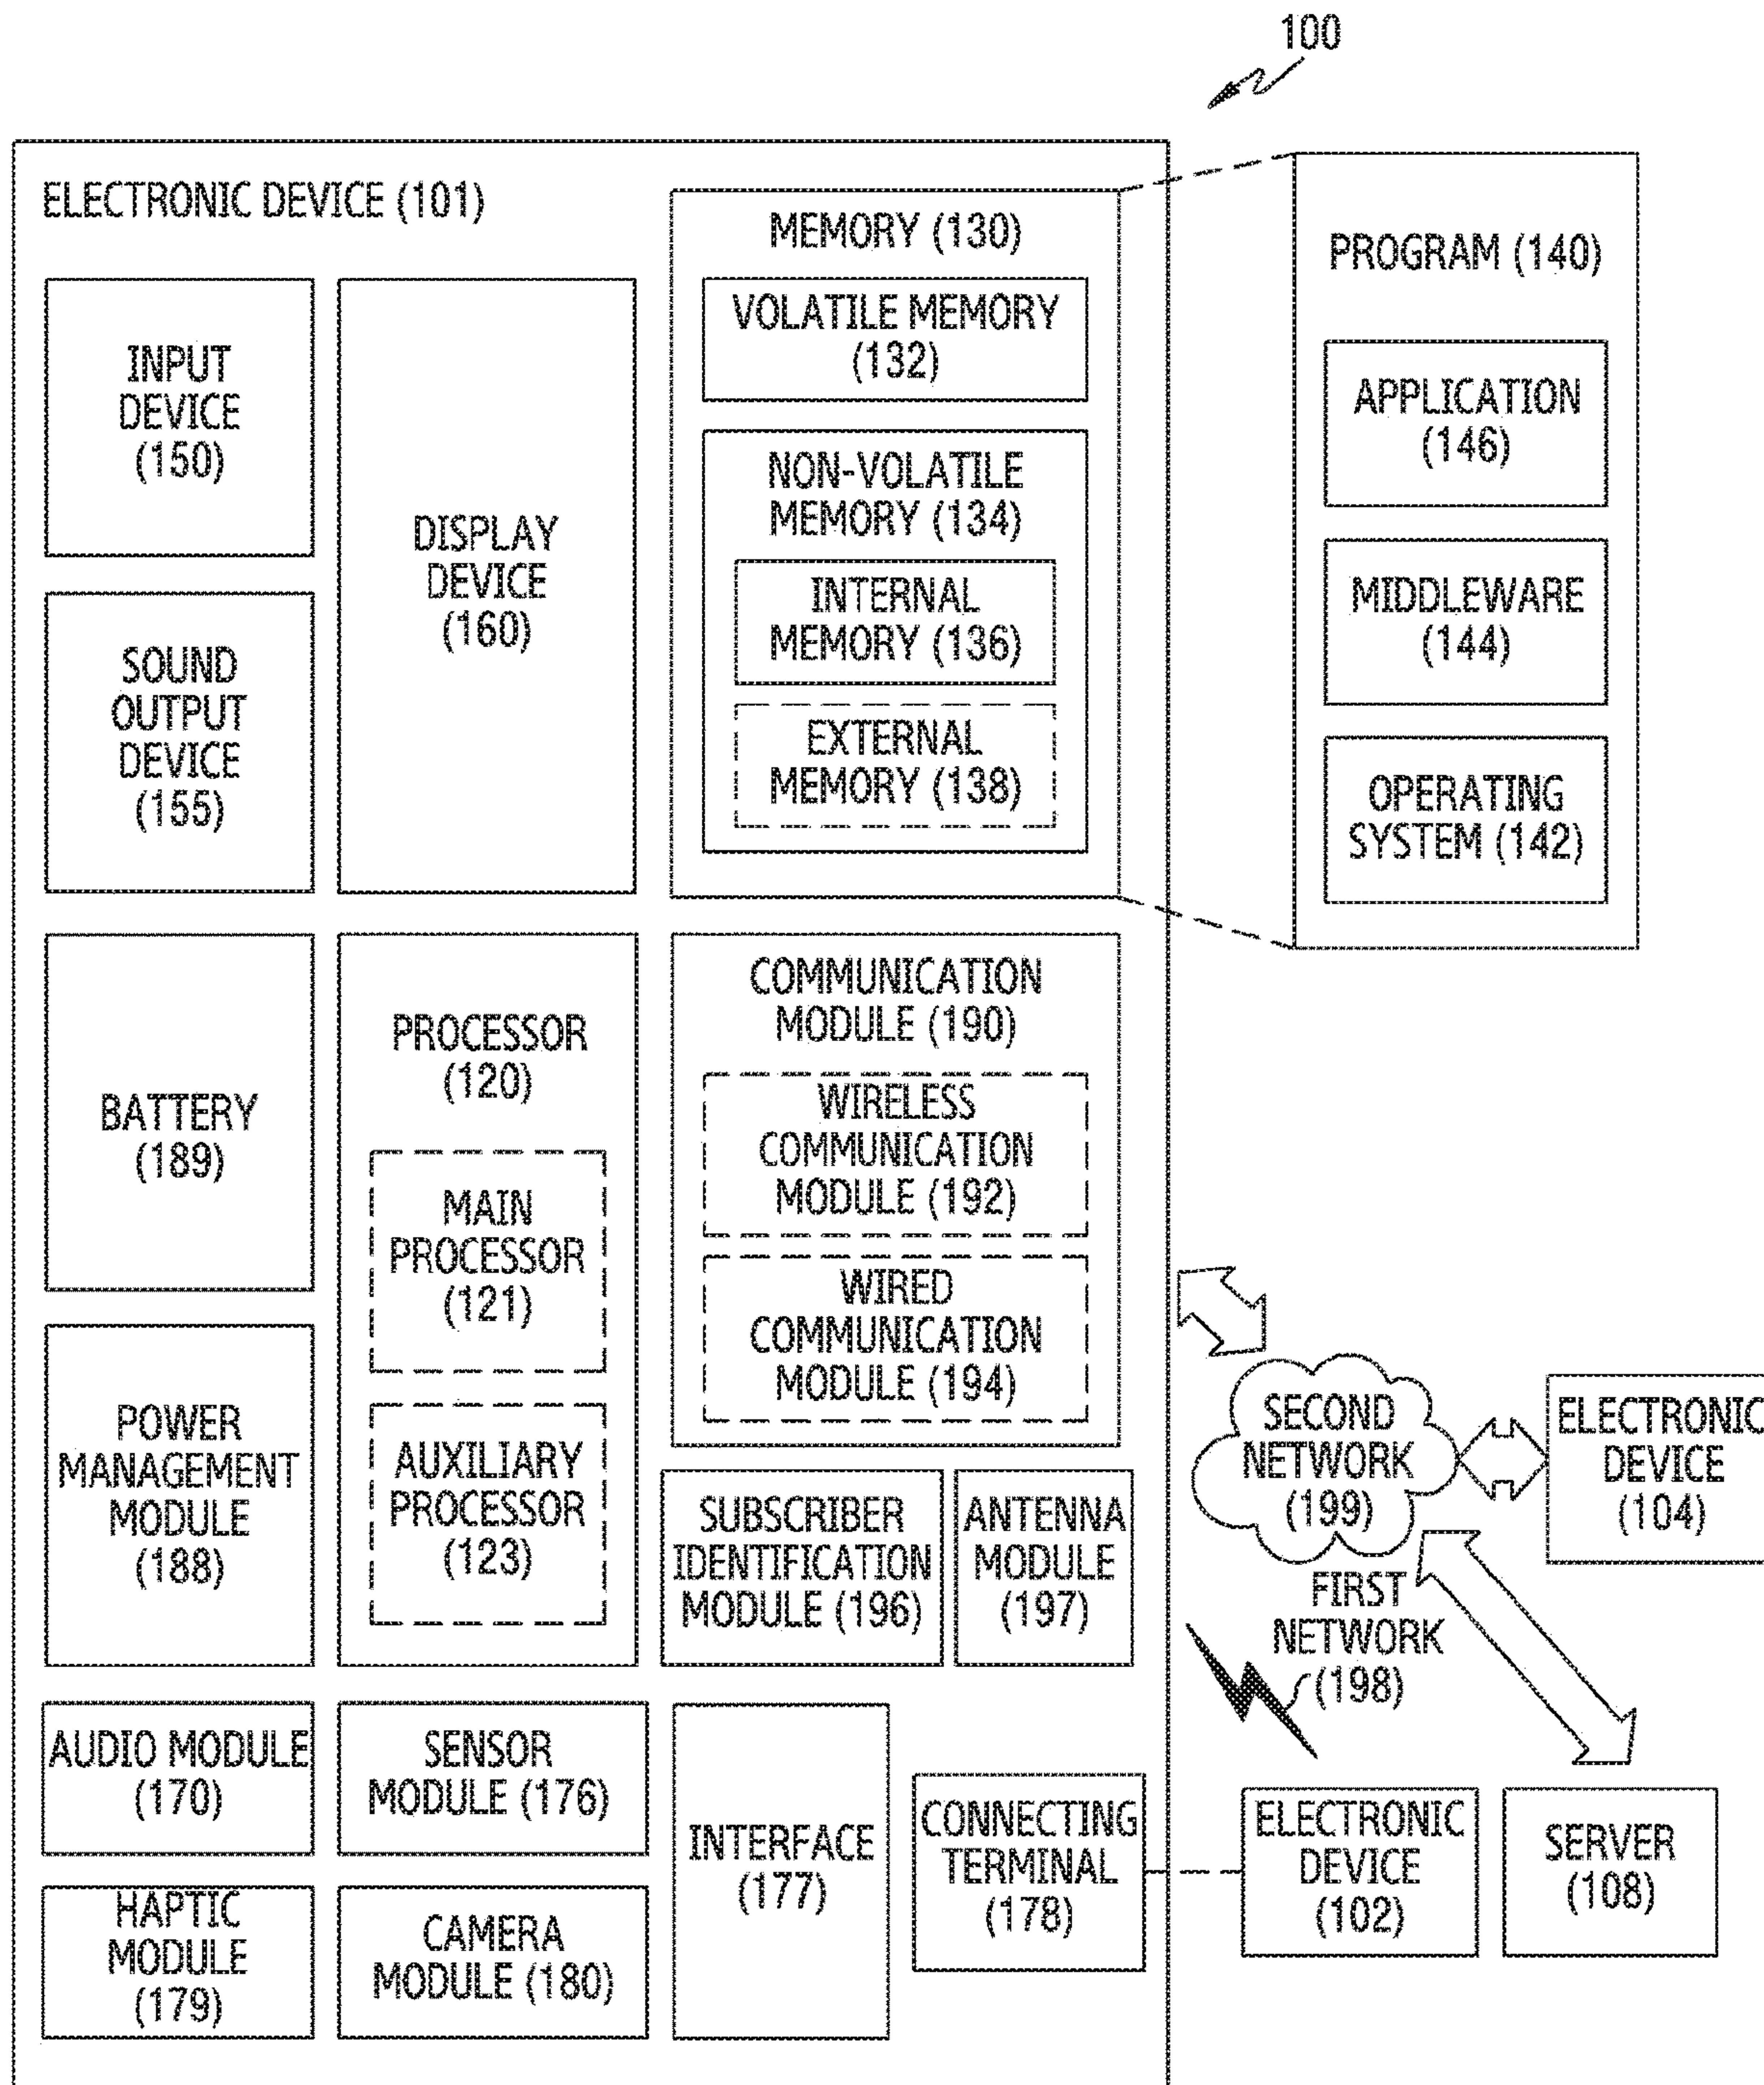 100
ELECTRONIC DEVICE (101)
INPUT
DEVICE
(150)
SOUND
OUTPUT
DEVICE
(155)
DISPLAY
DEVICE
(160)
MEMORY (130)
VOLATILE MEMORY
(132)
NON-VOLATILE
MEMORY (134)
INTERNAL
MEMORY (136)
EXTERNAL
MEMORY (138)
PROGRAM (140)
APPLICATION
(146)
MIDDLEWARE
(144)
OPERATING
SYSTEM (142)
BATTERY
(189)
POWER
MANAGEMENT
MODULE
(188)
PROCESSOR
(120)
MAIN
PROCESSOR
(121)
AUXILIARY
PROCESSOR
(123)
COMMUNICATION
MODULE (190)
WIRELESS
COMMUNICATION
MODULE (192)
WIRED
COMMUNICATION
MODULE (194)
SUBSCRIBER
IDENTIFICATION
MODULE (196)
ANTENNA
MODULE
(197)
SECOND
NETWORK
(199)
ELECTRONIC
DEVICE
(104)
FIRST
NETWORK
(198)
AUDIO MODULE
(170)
SENSOR
MODULE (176)
INTERFACE
(177)
CONNECTING
TERMINAL
(178)
ELECTRONIC
DEVICE
(102)
SERVER
(108)
HAPTIC
MODULE
(179)
CAMERA
MODULE (180)